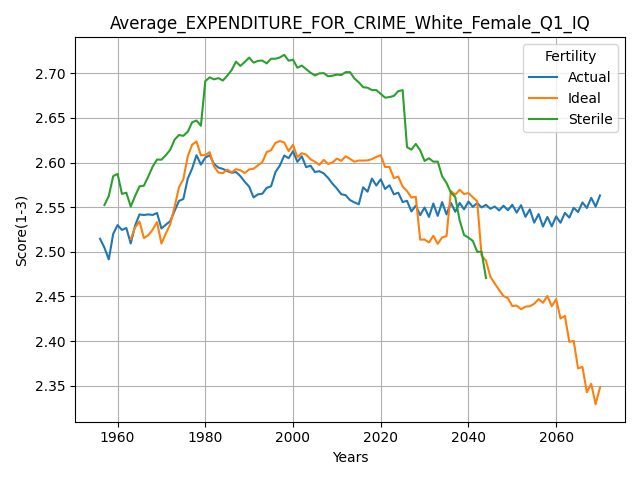 Average_EXPENDITURE_FOR_CRIME_White_Female_Q1_IQ
Fertility
Actual
Ideal
Sterile
Score(1-3)
2.70
2.65
2.60
2.55
2.50
2.45
2.40
2.35
1960 1980 2000 2020 2040 2060
Years